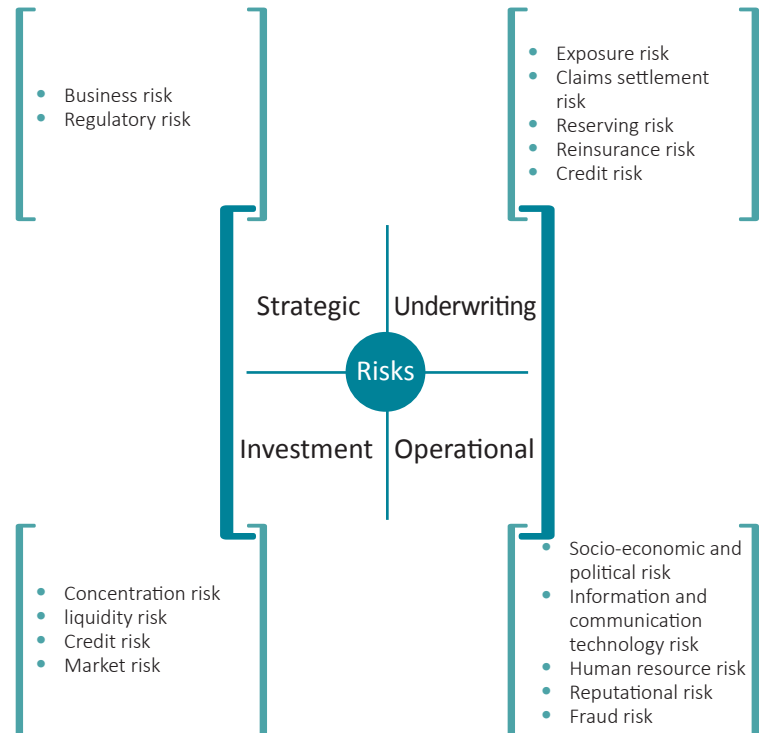 • Business risk
• Regulatory risk
• Exposure risk
• Claims settlement
risk
• Reserving risk
• Reinsurance risk
• Credit risk
Strategic
Underwriting
Risks
Investment
Operational
• Concentration risk
• liquidity risk
• Credit risk
• Market risk
• Socio-economic and
political risk
• Information and
communication
technology risk
• Human resource risk
• Reputational risk
• Fraud risk